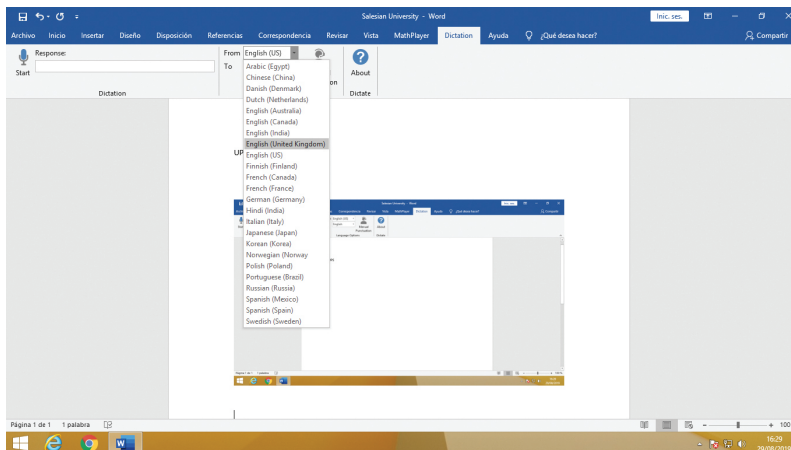 Salesian University - Word
Inic. ses.
Archivo Inicio Insertar Diseño Disposición Referencias Correspondencia Revisar Vista MathPlayer Dictation Ayuda ¿Qué desea hacer? Compartir
Response:
Start
Dictation
From English (US)
To
on
About
Dictate
Arabic (Egypt)
Chinese (China)
Danish (Denmark)
Dutch (Netherlands)
English (Australia)
English (Canada)
English (India)
English (United Kingdom)
English (US)
Finnish (Finland)
French (Canada)
French (France)
German (Germany)
Hindi (India)
Italian (Italy)
Japanese (Japan)
Korean (Korea)
Norwegian (Norway
Polish (Poland)
Portuguese (Brazil)
Russian (Russia)
Spanish (Mexico)
Spanish (Spain)
Swedish (Sweden)
UP
Página 1 de 1 1 palabra
100
16:29